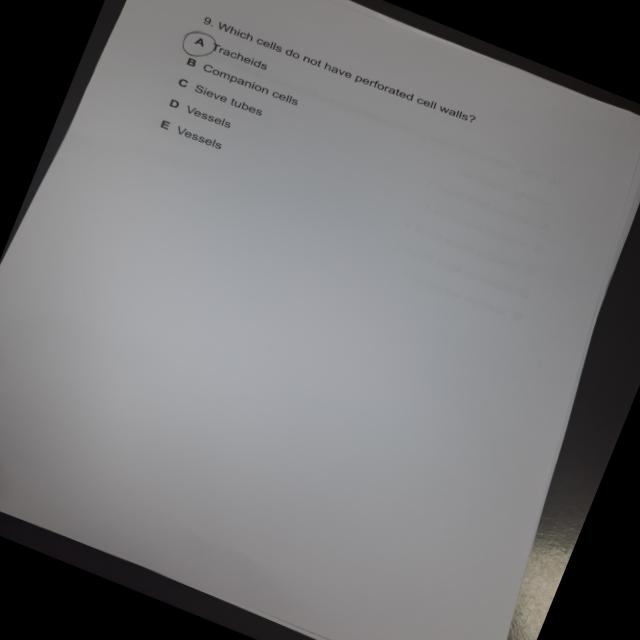 9. Which cells do not have perforated cell walls?
A Tracheids
B Companion cells
C Sieve tubes
D Vessels
E Vessels